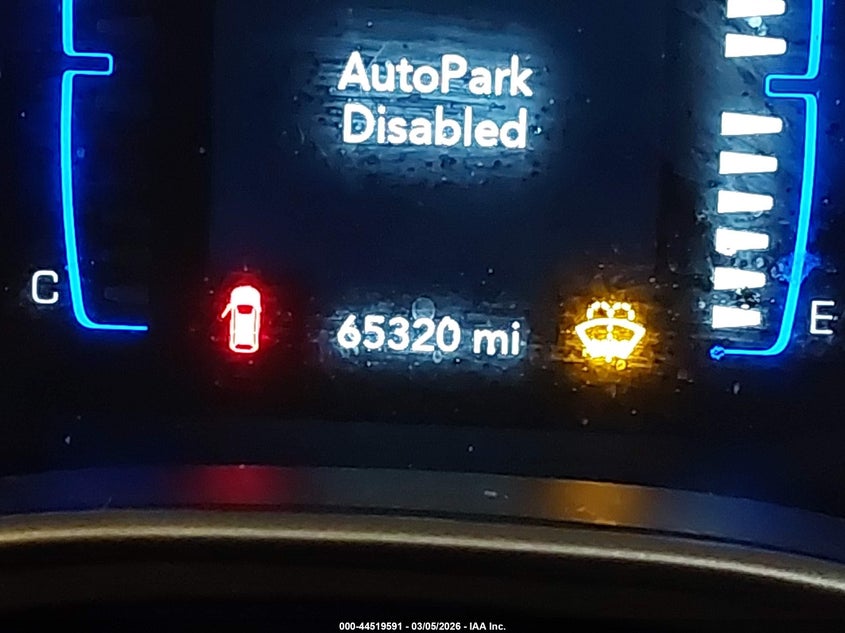 AutoPark
Disabled
C
65320 mi
E
000-44519591 - 03/05/2026 - IAA Inc.